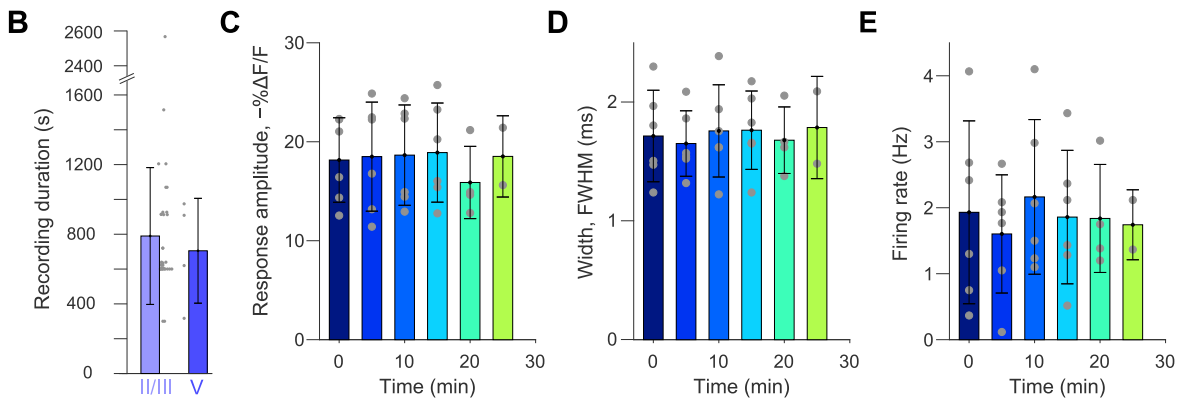 B
Recording duration (s)
2600
2400
1600
1200
800
400
0
II/III
V
C
Response amplitude, −%ΔF/F
30
20
10
0
0
10
20
30
Time (min)
D
Width, FWHM (ms)
2
1
0
0
10
20
30
Time (min)
E
Firing rate (Hz)
4
3
2
1
0
0
10
20
30
Time (min)